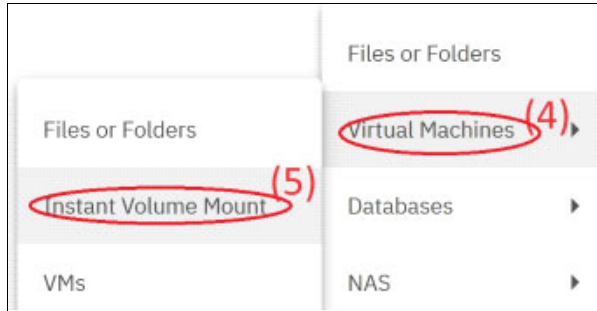 Files or Folders
Virtual Machines (4)
Databases
NAS
Files or Folders
Instant Volume Mount (5)
VMs